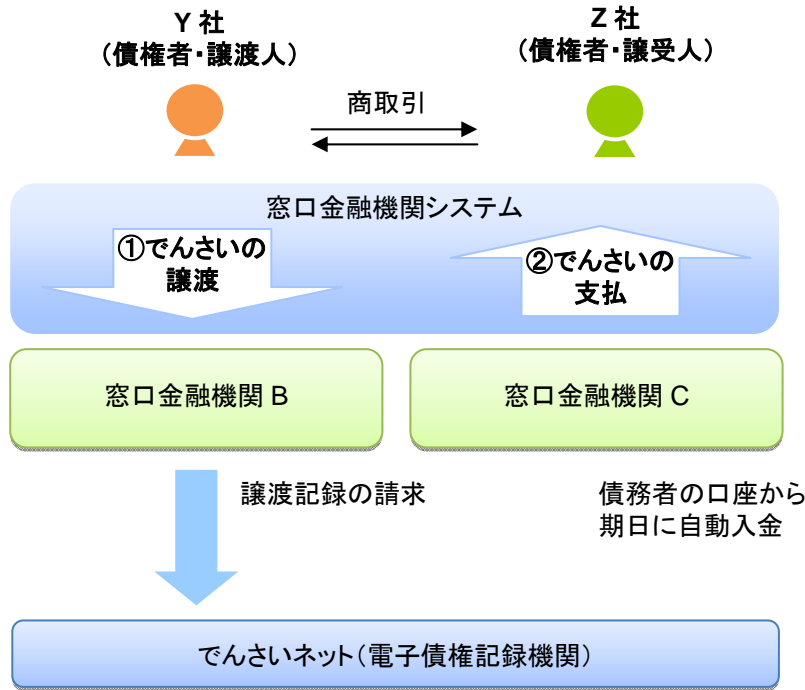 Y 社
(債権者・譲渡人)
Z 社
(債権者・譲受人)
商取引
窓口金融機関システム
①でんさいの
譲渡
②でんさいの
支払
窓口金融機関 B
窓口金融機関 C
譲渡記録の請求
債務者の口座から
期日に自動入金
でんさいネット(電子債権記録機関)